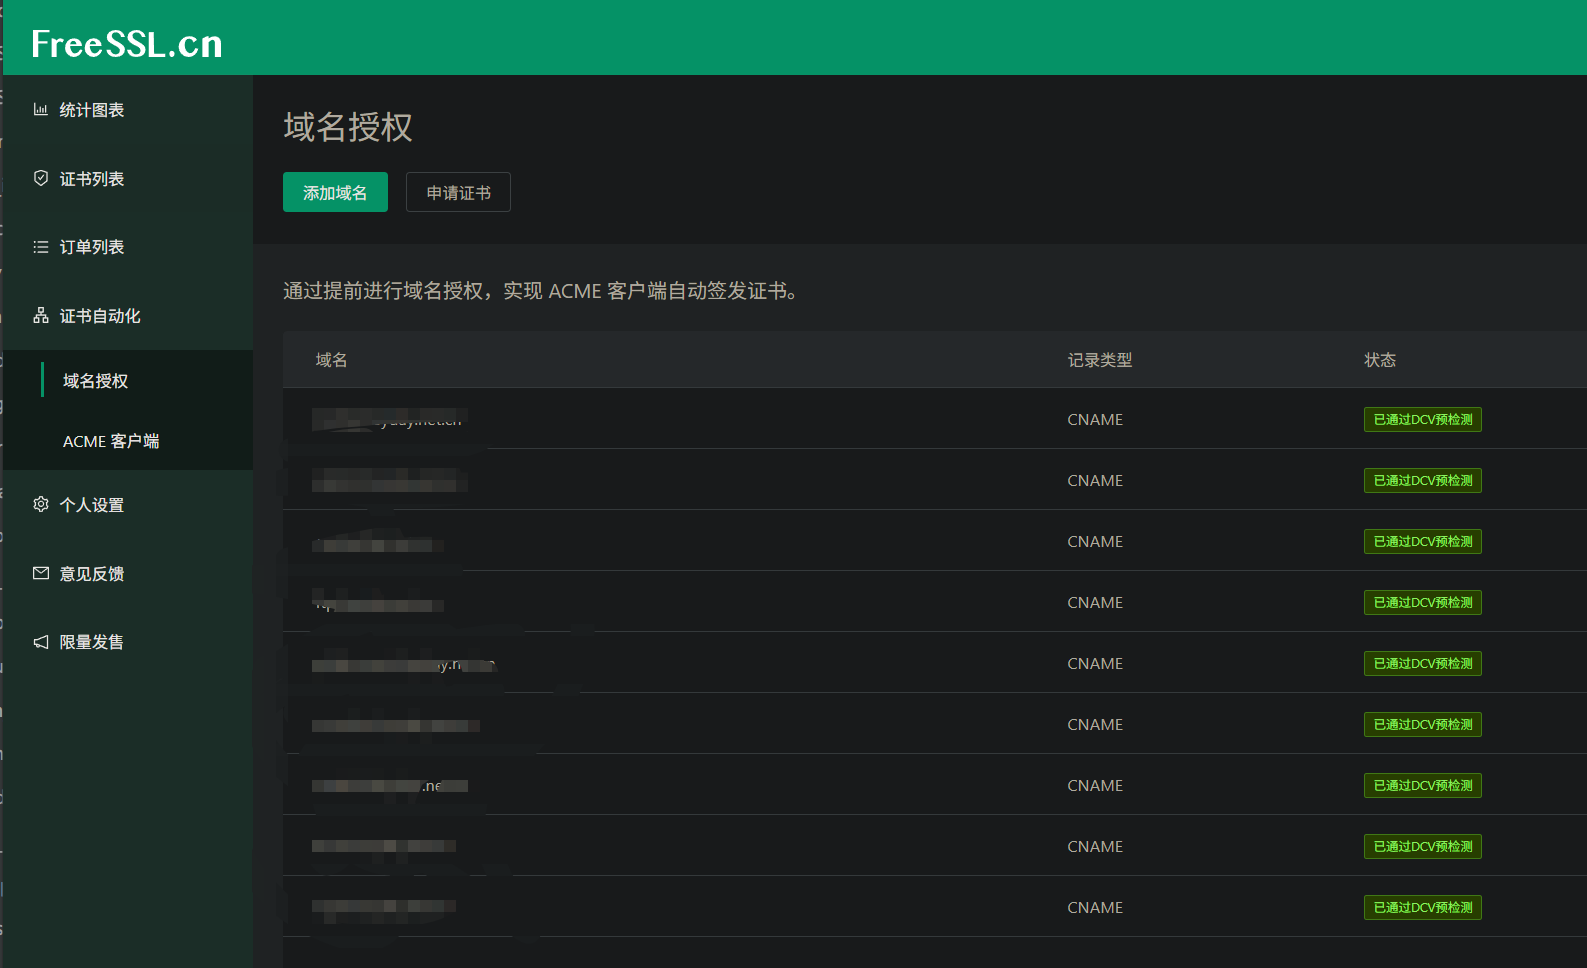 FreeSSL.cn
统计图表
证书列表
订单列表
证书自动化
域名授权
ACME 客户端
个人设置
意见反馈
限量发售
域名授权
添加域名 申请证书
通过提前进行域名授权，实现 ACME 客户端自动签发证书。
域名 记录类型 状态
CNAME 已通过DCV预检测
CNAME 已通过DCV预检测
CNAME 已通过DCV预检测
CNAME 已通过DCV预检测
CNAME 已通过DCV预检测
CNAME 已通过DCV预检测
CNAME 已通过DCV预检测
CNAME 已通过DCV预检测
CNAME 已通过DCV预检测